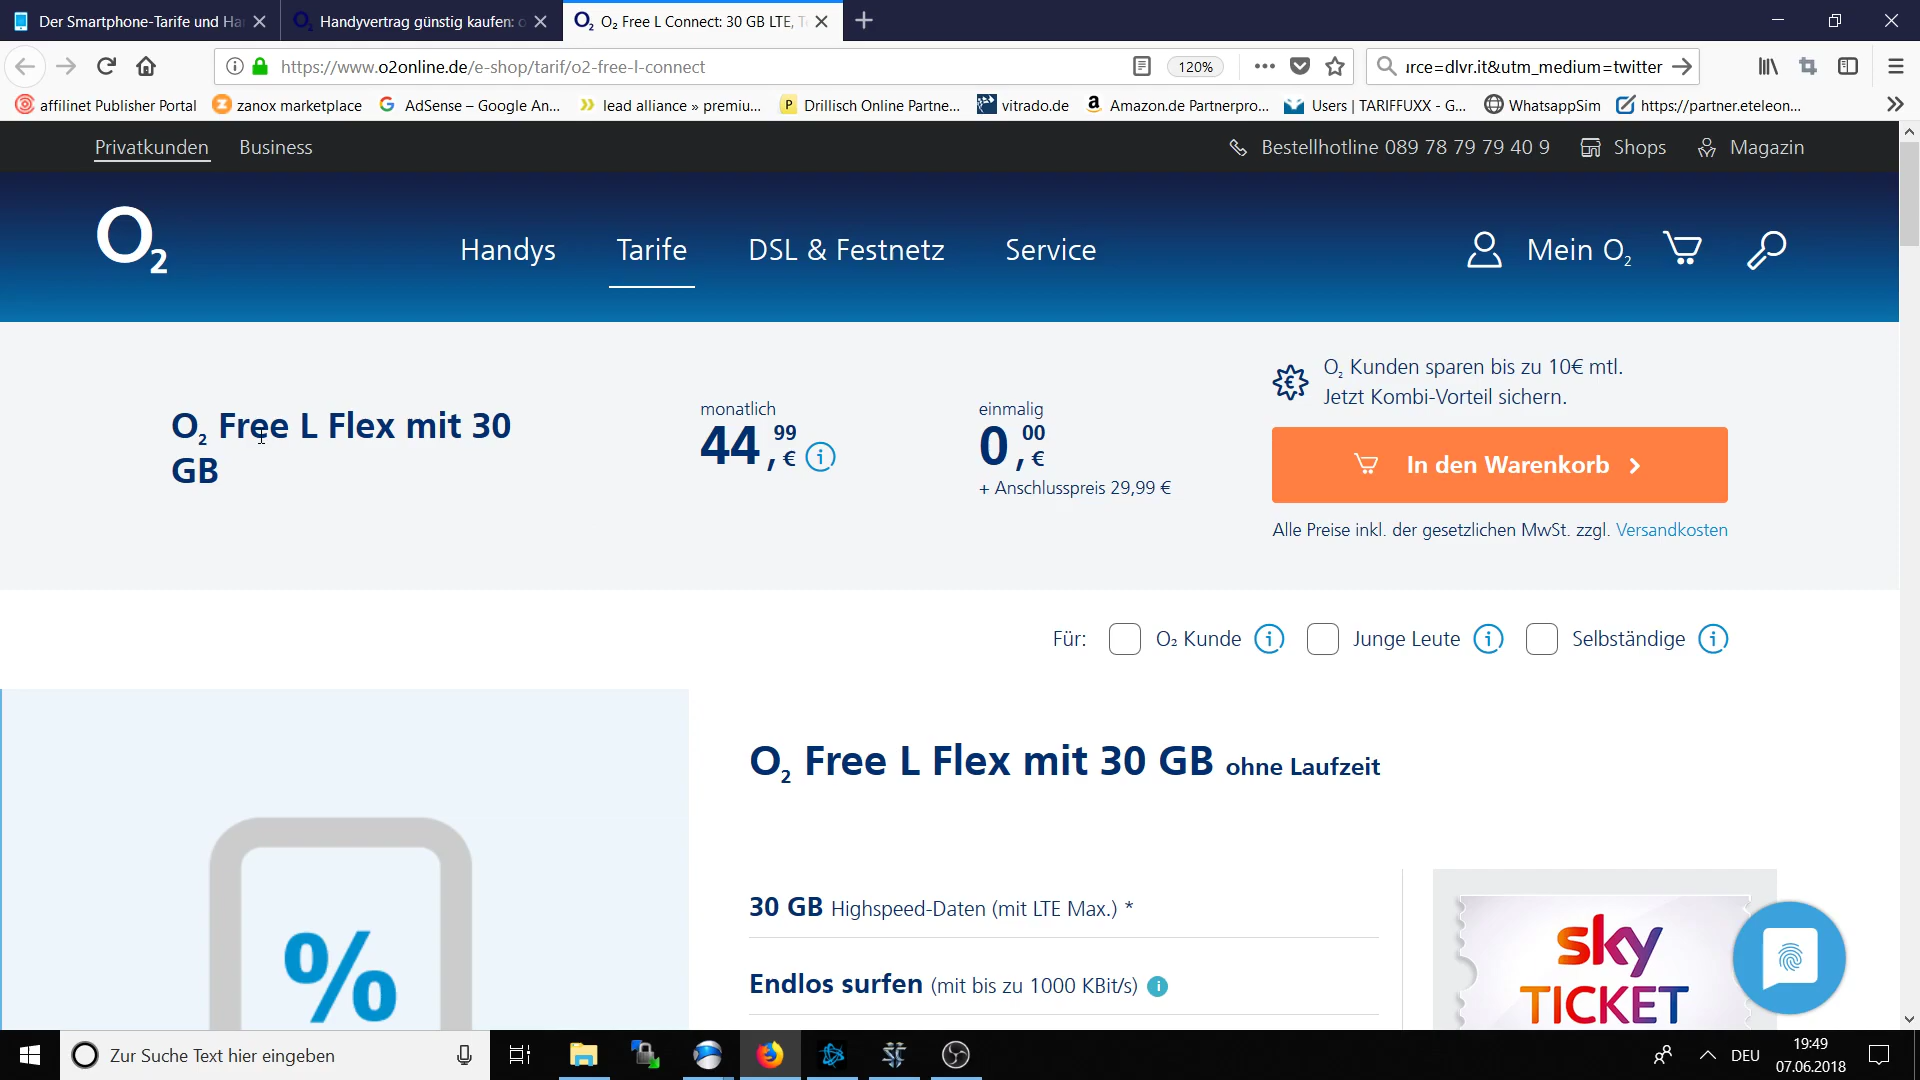 Der Smartphone-Tarife und Ha
Handyvertrag günstig kaufen: o
O₂ Free L Connect: 30 GB LTE, T
https://www.o2online.de/e-shop/tarif/o2-free-l-connect
120%
ırce=dlvr.it&utm_medium=twitter
affilinet Publisher Portal
zanox marketplace
AdSense – Google An...
lead alliance » premiu...
Drillisch Online Partne...
vitrado.de
Amazon.de Partnerpro...
Users | TARIFFUXX - G...
WhatsappSim
https://partner.eteleon...
Privatkunden
Business
Bestellhotline 089 78 79 79 40 9
Shops
Magazin
O₂
Handys
Tarife
DSL & Festnetz
Service
Mein O₂
O₂ Free L Flex mit 30
GB
monatlich
44,99 €
einmalig
0,00 €
+ Anschlusspreis 29,99 €
O₂ Kunden sparen bis zu 10€ mtl.
Jetzt Kombi-Vorteil sichern.
In den Warenkorb
Alle Preise inkl. der gesetzlichen MwSt. zzgl. Versandkosten
Für:
O₂ Kunde
Junge Leute
Selbständige
%
O₂ Free L Flex mit 30 GB ohne Laufzeit
30 GB Highspeed-Daten (mit LTE Max.) *
Endlos surfen (mit bis zu 1000 KBit/s)
sky
TICKET
Zur Suche Text hier eingeben
DEU
19:49
07.06.2018